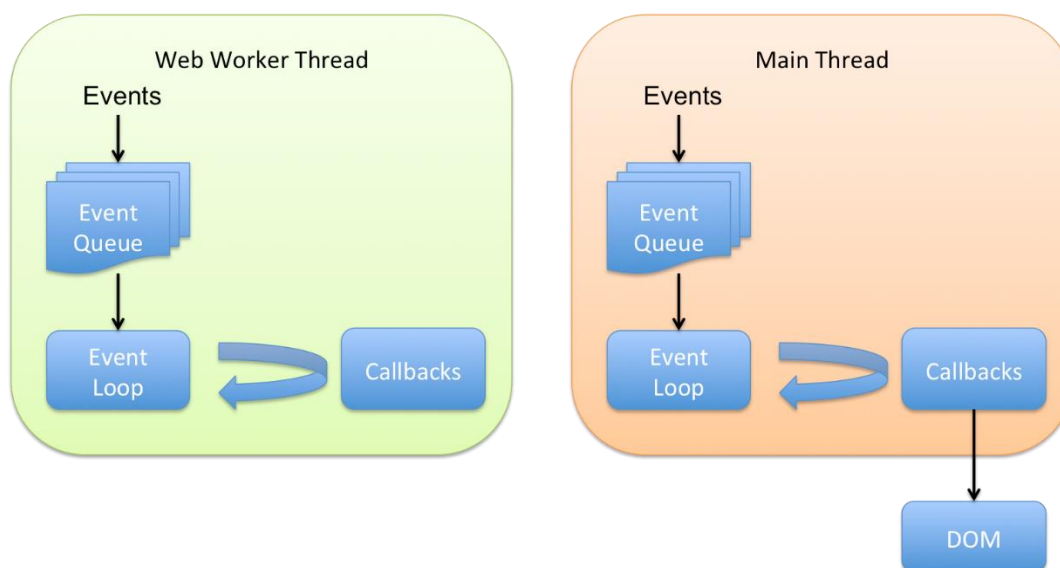 Web Worker Thread
Events
Event
Queue
Event
Loop
Callbacks
Main Thread
Events
Event
Queue
Event
Loop
Callbacks
DOM